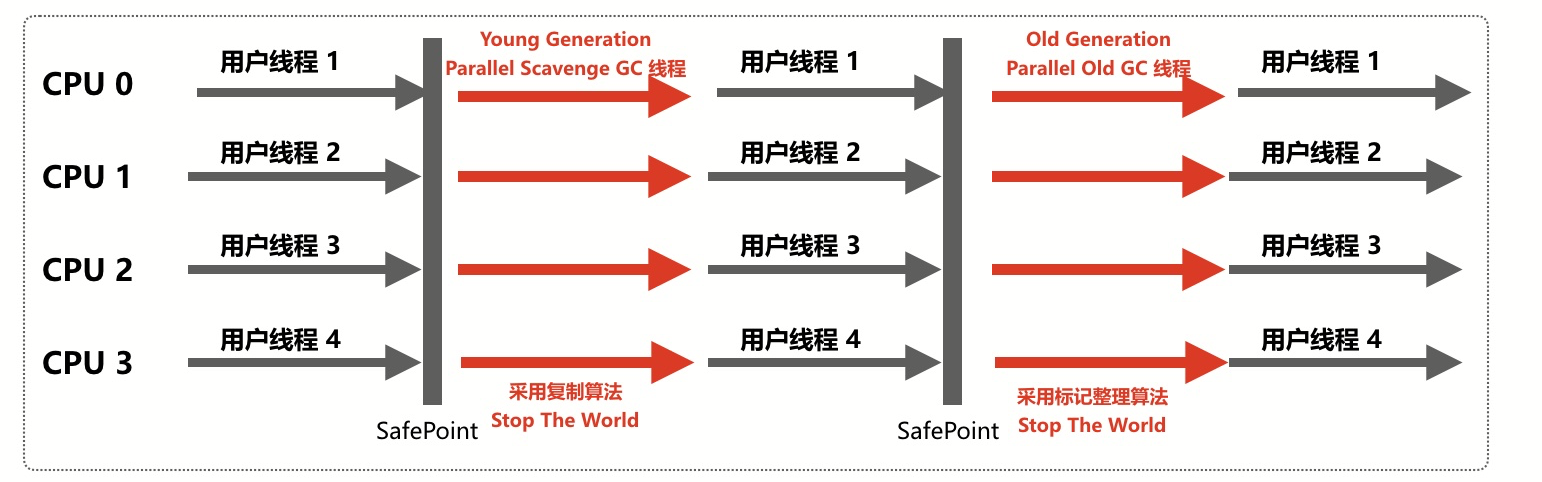 Young Generation
Parallel Scavenge GC 线程
Old Generation
Parallel Old GC 线程
CPU 0
用户线程 1
用户线程 1
用户线程 1
CPU 1
用户线程 2
用户线程 2
用户线程 2
CPU 2
用户线程 3
用户线程 3
用户线程 3
CPU 3
用户线程 4
用户线程 4
用户线程 4
采用复制算法
Stop The World
采用标记整理算法
Stop The World
SafePoint
SafePoint